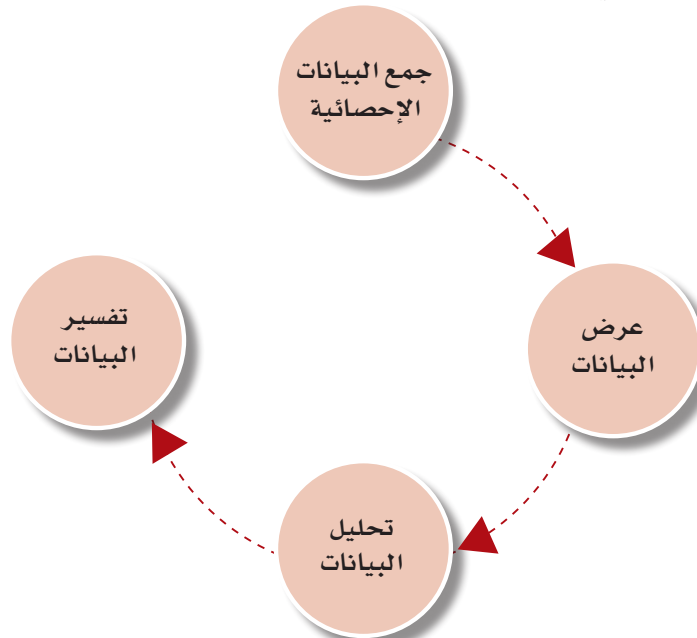 جمع البيانات
الإحصائية
عرض
البيانات
تحليل
البيانات
تفسير
البيانات